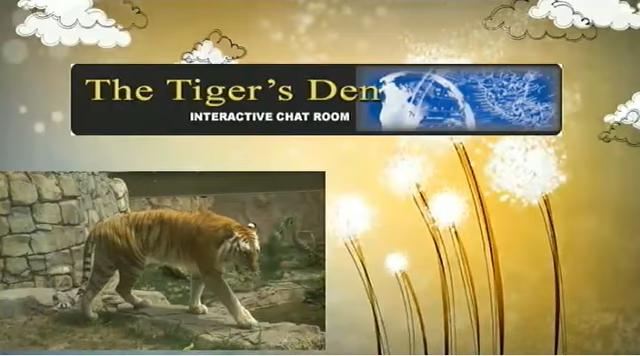 The Tiger's Den
INTERACTIVE CHAT ROOM